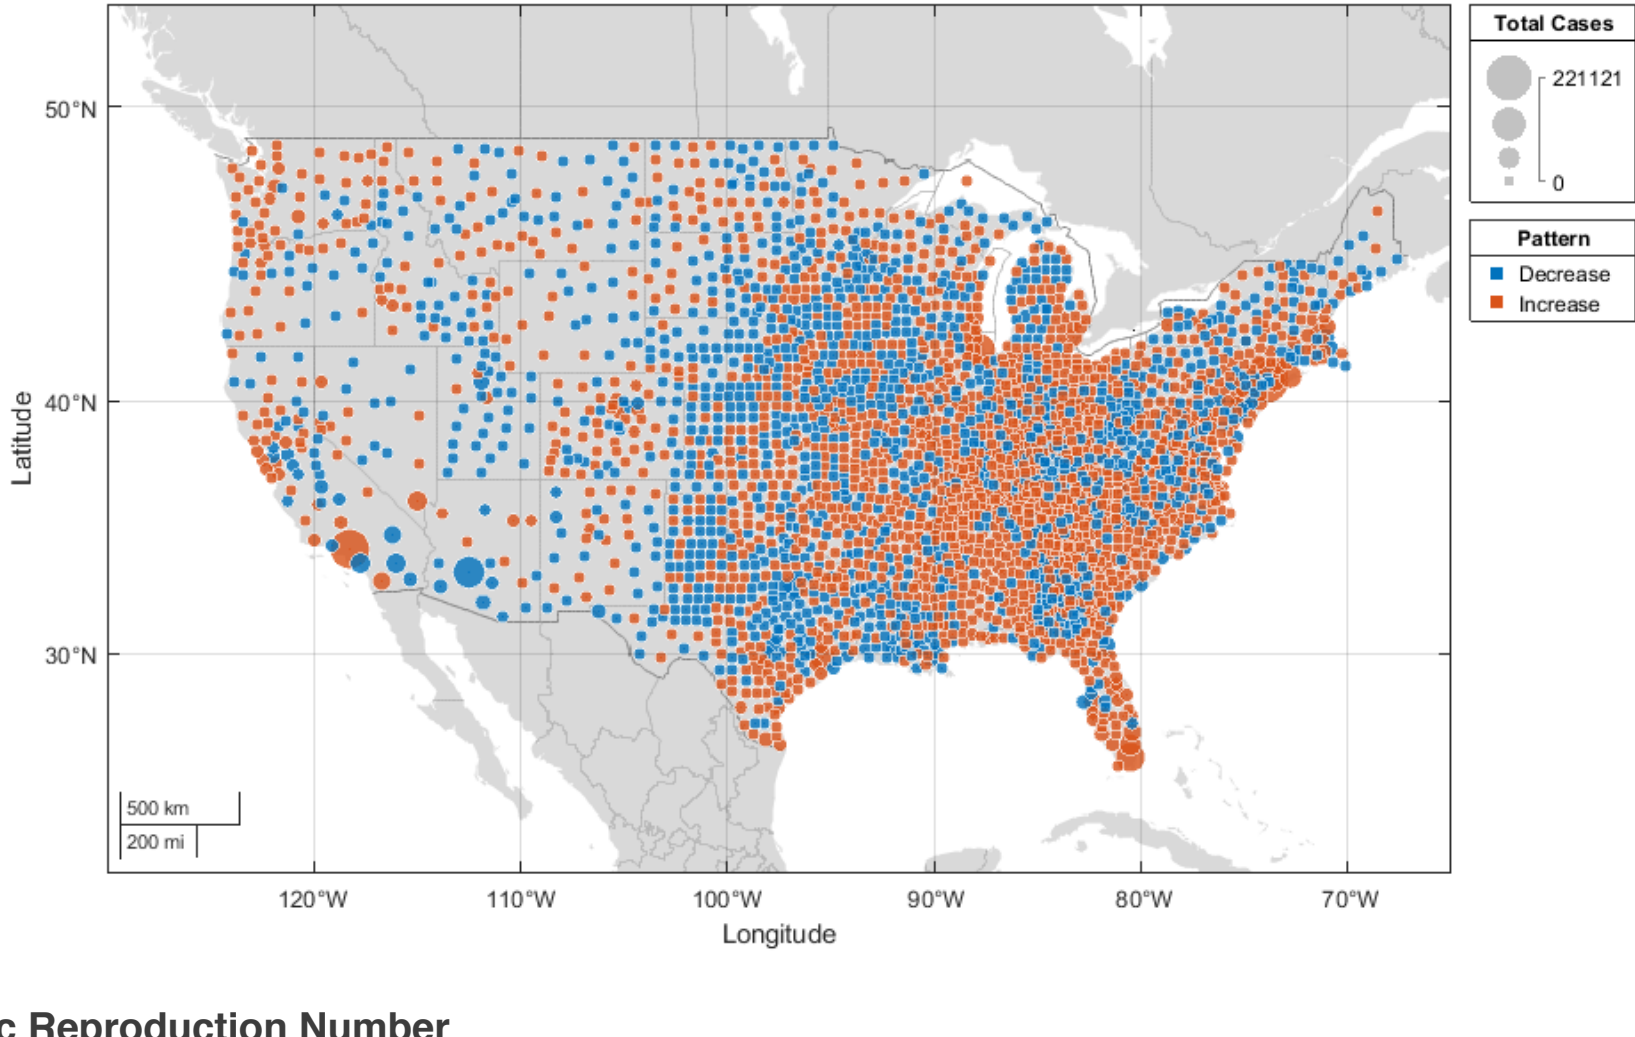 Total Cases
221121
0
Pattern
Decrease
Increase
50°N
40°N
30°N
Latitude
500 km
200 mi
120°W 110°W 100°W 90°W 80°W 70°W
Longitude
c Reproduction Number